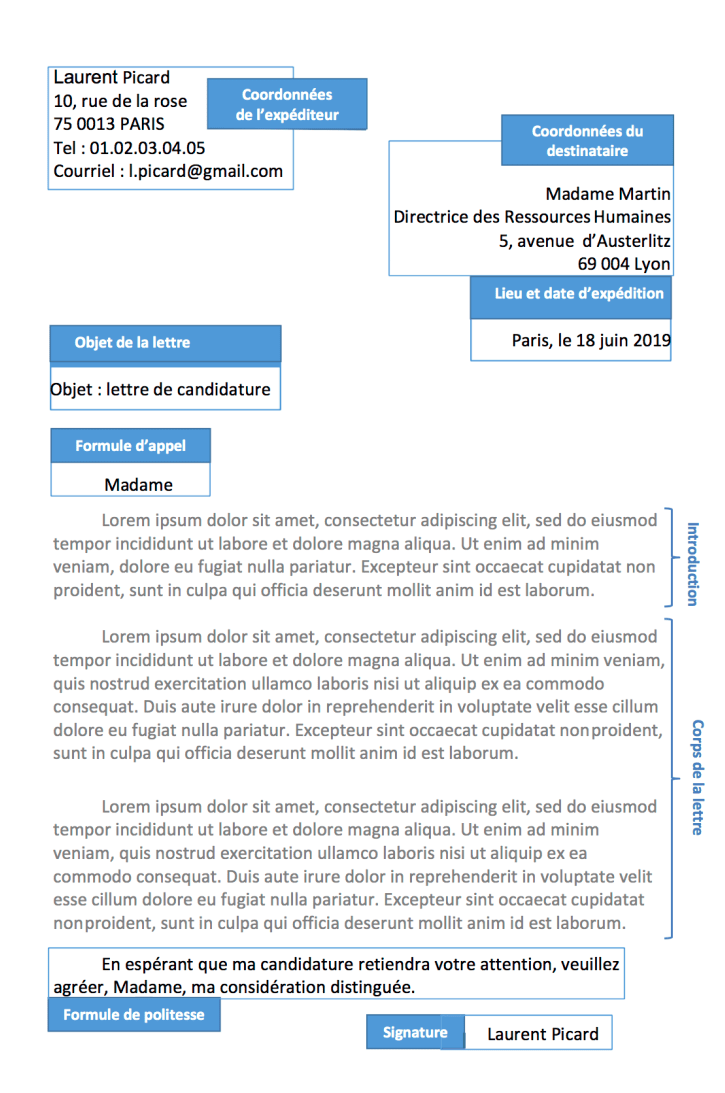 Laurent Picard
10, rue de la rose
75 0013 PARIS
Tel : 01.02.03.04.05
Courriel : l.picard@gmail.com
Coordonnées
de l'expéditeur
Coordonnées du
destinataire
Madame Martin
Directrice des Ressources Humaines
5, avenue d'Austerlitz
69 004 Lyon
Lieu et date d'expédition
Paris, le 18 juin 2019
Objet de la lettre
Objet : lettre de candidature
Formule d'appel
Madame
Lorem ipsum dolor sit amet, consectetur adipiscing elit, sed do eiusmod
tempor incididunt ut labore et dolore magna aliqua. Ut enim ad minim
veniam, dolore eu fugiat nulla pariatur. Excepteur sint occaecat cupidatat non
proident, sunt in culpa qui officia deserunt mollit anim id est laborum.
Introduction
Lorem ipsum dolor sit amet, consectetur adipiscing elit, sed do eiusmod
tempor incididunt ut labore et dolore magna aliqua. Ut enim ad minim veniam,
quis nostrud exercitation ullamco laboris nisi ut aliquip ex ea commodo
consequat. Duis aute irure dolor in reprehenderit in voluptate velit esse cillum
dolore eu fugiat nulla pariatur. Excepteur sint occaecat cupidatat non proident,
sunt in culpa qui officia deserunt mollit anim id est laborum.
Corps de la lettre
Lorem ipsum dolor sit amet, consectetur adipiscing elit, sed do eiusmod
tempor incididunt ut labore et dolore magna aliqua. Ut enim ad minim
veniam, quis nostrud exercitation ullamco laboris nisi ut aliquip ex ea
commodo consequat. Duis aute irure dolor in reprehenderit in voluptate velit
esse cillum dolore eu fugiat nulla pariatur. Excepteur sint occaecat cupidatat
non proident, sunt in culpa qui officia deserunt mollit anim id est laborum.
En espérant que ma candidature retiendra votre attention, veuillez
agréer, Madame, ma considération distinguée.
Formule de politesse
Signature
Laurent Picard